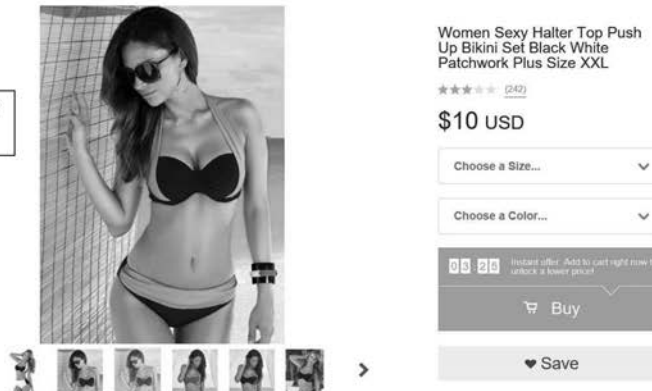 Women Sexy Halter Top Push
Up Bikini Set Black White
Patchwork Plus Size XXL
(242)
$10 USD
Choose a Size...
Choose a Color...
03 : 25
Instant offer. Add to cart right now to
unlock a lower price!
Buy
Save